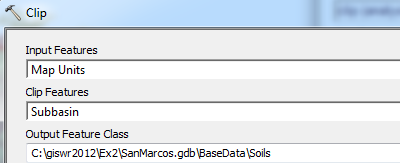 Clip
Input Features
Map Units
Clip Features
Subbasin
Output Feature Class
C:\giswr2012\Ex2\SanMarcos.gdb\BaseData\Soils